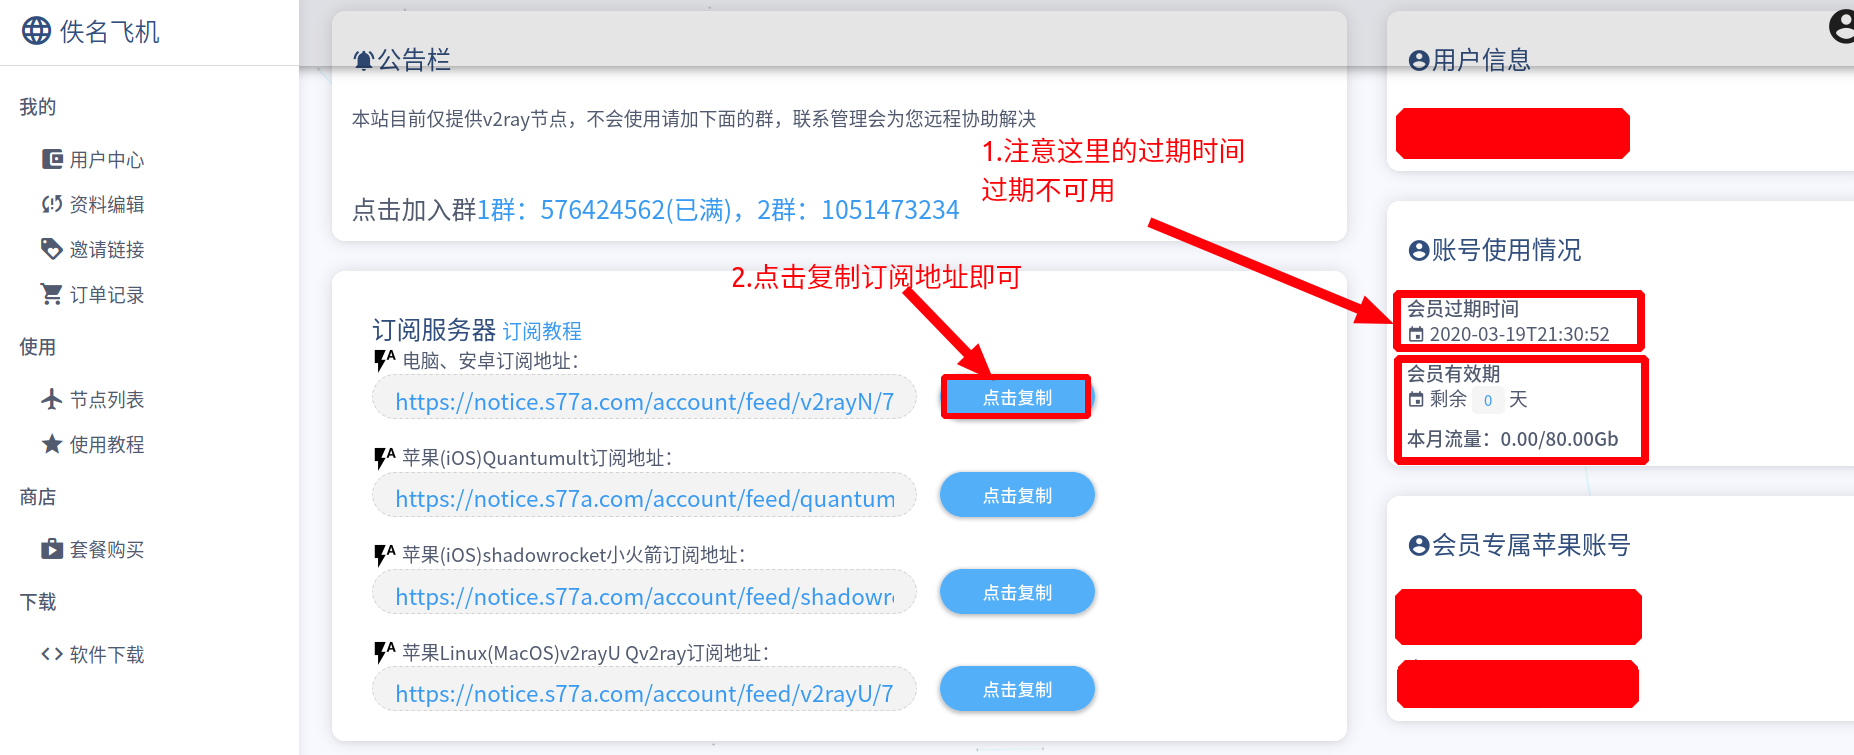 佚名飞机
我的
用户中心
资料编辑
邀请链接
订单记录
使用
节点列表
使用教程
商店
套餐购买
下载
软件下载
公告栏
本站目前仅提供v2ray节点，不会使用请加下面的群，联系管理会为您远程协助解决
点击加入群1群：576424562(已满)，2群：1051473234
1.注意这里的过期时间
过期不可用
2.点击复制订阅地址即可
订阅服务器 订阅教程
电脑、安卓订阅地址：
https://notice.s77a.com/account/feed/v2rayN/7
点击复制
苹果(iOS)Quantumult订阅地址：
https://notice.s77a.com/account/feed/quantum
点击复制
苹果(iOS)shadowrocket小火箭订阅地址：
https://notice.s77a.com/account/feed/shadowr
点击复制
苹果Linux(MacOS)v2rayU Qv2ray订阅地址：
https://notice.s77a.com/account/feed/v2rayU/7
点击复制
用户信息
账号使用情况
会员过期时间
2020-03-19T21:30:52
会员有效期
剩余 0 天
本月流量：0.00/80.00Gb
会员专属苹果账号